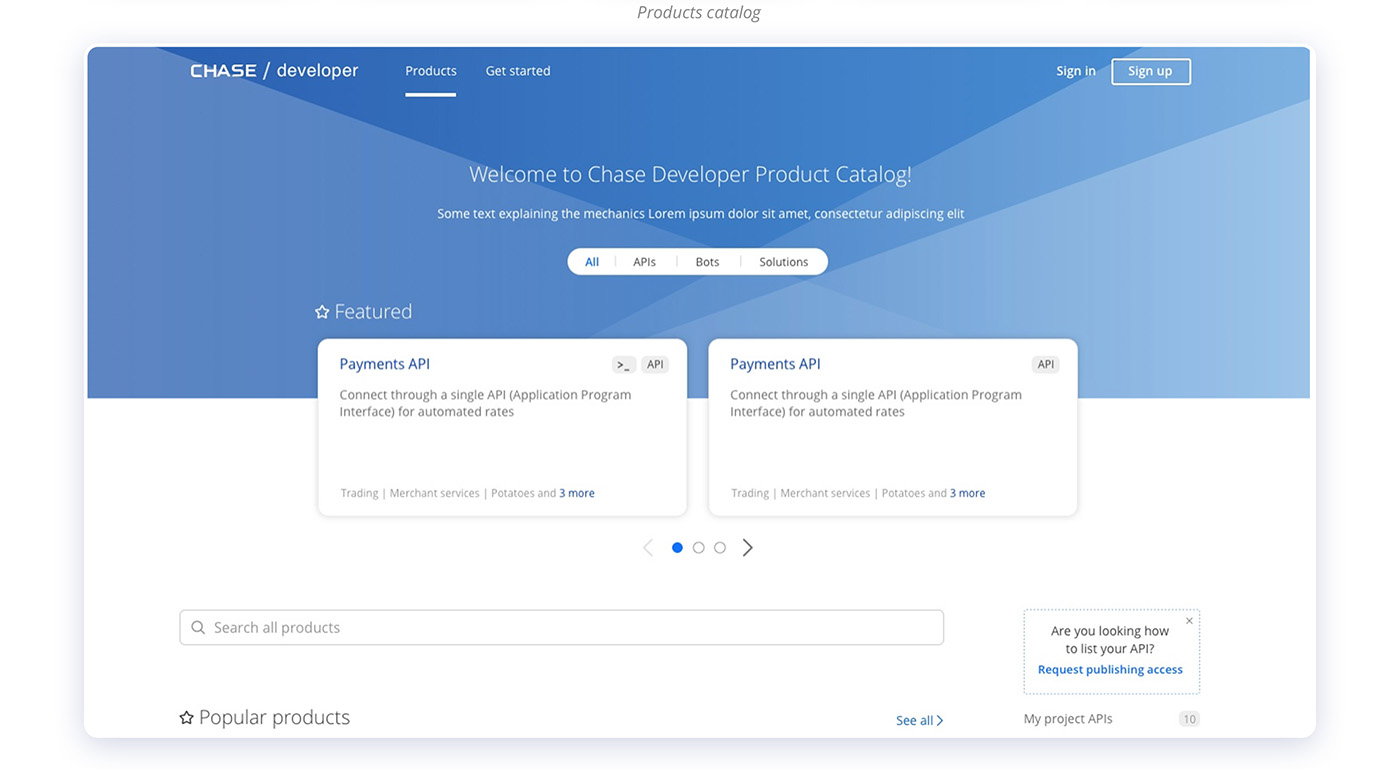 Products catalog
CHASE / developer
Products
Get started
Sign in
Sign up
Welcome to Chase Developer Product Catalog!
Some text explaining the mechanics Lorem ipsum dolor sit amet, consectetur adipiscing elit
All | APIs | Bots | Solutions
Featured
Payments API
>_
API
Connect through a single API (Application Program
Interface) for automated rates
Trading | Merchant services | Potatoes and 3 more
Payments API
API
Connect through a single API (Application Program
Interface) for automated rates
Trading | Merchant services | Potatoes and 3 more
Search all products
Are you looking how
to list your API?
Request publishing access
Popular products
See all
My project APIs
10